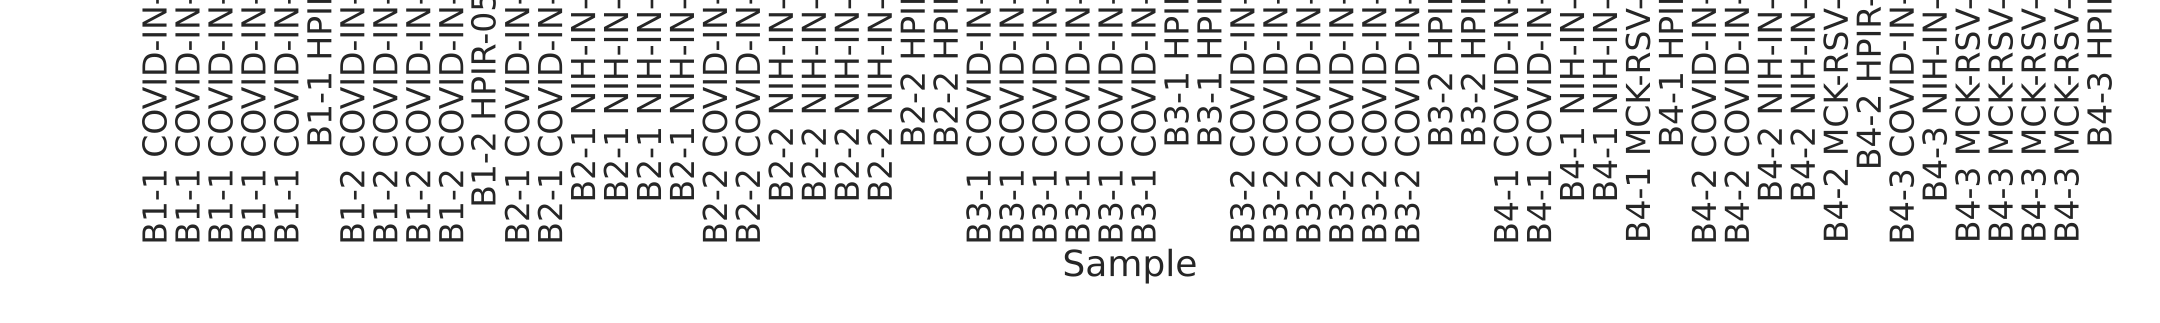 B1-1 COVID-IN-
B1-1 COVID-IN-
B1-1 COVID-IN-
B1-1 COVID-IN-
B1-1 COVID-IN-
B1-1 HPI
B1-2 COVID-IN-
B1-2 COVID-IN-
B1-2 COVID-IN-
B1-2 COVID-IN-
B1-2 HPIR-05
B2-1 COVID-IN-
B2-1 COVID-IN-
B2-1 NIH-IN-
B2-1 NIH-IN-
B2-1 NIH-IN-
B2-1 NIH-IN-
B2-2 COVID-IN-
B2-2 COVID-IN-
B2-2 NIH-IN-
B2-2 NIH-IN-
B2-2 NIH-IN-
B2-2 NIH-IN-
B2-2 HPI
B2-2 HPI
B3-1 COVID-IN-
B3-1 COVID-IN-
B3-1 COVID-IN-
B3-1 COVID-IN-
B3-1 COVID-IN-
B3-1 COVID-IN-
B3-1 HPI
B3-1 HPI
B3-2 COVID-IN-
B3-2 COVID-IN-
B3-2 COVID-IN-
B3-2 COVID-IN-
B3-2 COVID-IN-
B3-2 COVID-IN-
B3-2 HPI
B3-2 HPI
B4-1 COVID-IN-
B4-1 COVID-IN-
B4-1 NIH-IN-
B4-1 NIH-IN-
B4-1 MCK-RSV-
B4-1 HPI
B4-2 COVID-IN-
B4-2 COVID-IN-
B4-2 NIH-IN-
B4-2 NIH-IN-
B4-2 MCK-RSV-
B4-2 HPIR-
B4-3 COVID-IN-
B4-3 NIH-IN-
B4-3 MCK-RSV-
B4-3 MCK-RSV-
B4-3 MCK-RSV-
B4-3 MCK-RSV-
B4-3 HPI
Sample